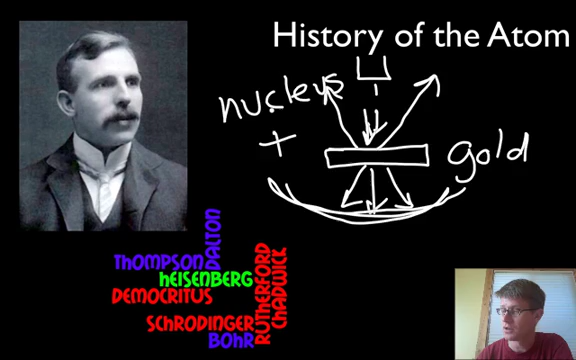 History of the Atom
nucleus
+
gold
DALTON
THOMPSON
HEISENBERG
DEMOCRITUS
RUTHERFORD
CHADWICK
SCHRODINGER
BOHR